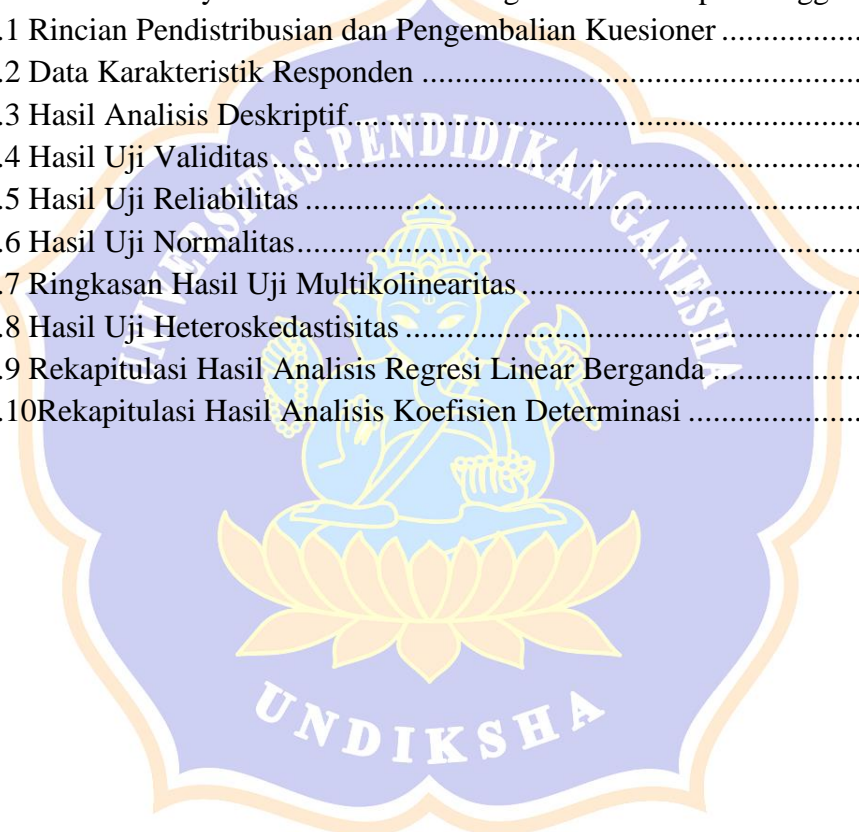 .1 Rincian Pendistribusian dan Pengembalian Kuesioner ..................
.2 Data Karakteristik Responden .......................................................
.3 Hasil Analisis Deskriptif................................................................
.4 Hasil Uji Validitas.........................................................................
.5 Hasil Uji Reliabilitas .....................................................................
.6 Hasil Uji Normalitas......................................................................
.7 Ringkasan Hasil Uji Multikolinearitas ...........................................
.8 Hasil Uji Heteroskedastisitas .........................................................
.9 Rekapitulasi Hasil Analisis Regresi Linear Berganda ...................
.10Rekapitulasi Hasil Analisis Koefisien Determinasi ......................
UNIVERSITAS PENDIDIKAN GANESHA
UNDIKSHA